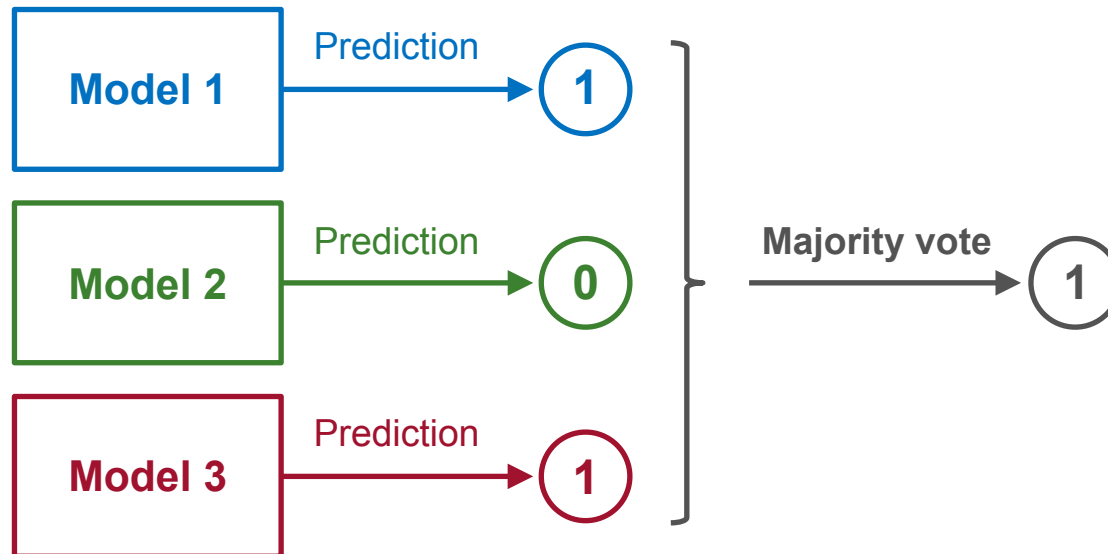 Model 1
Prediction
1
Model 2
Prediction
0
Model 3
Prediction
1
Majority vote
1